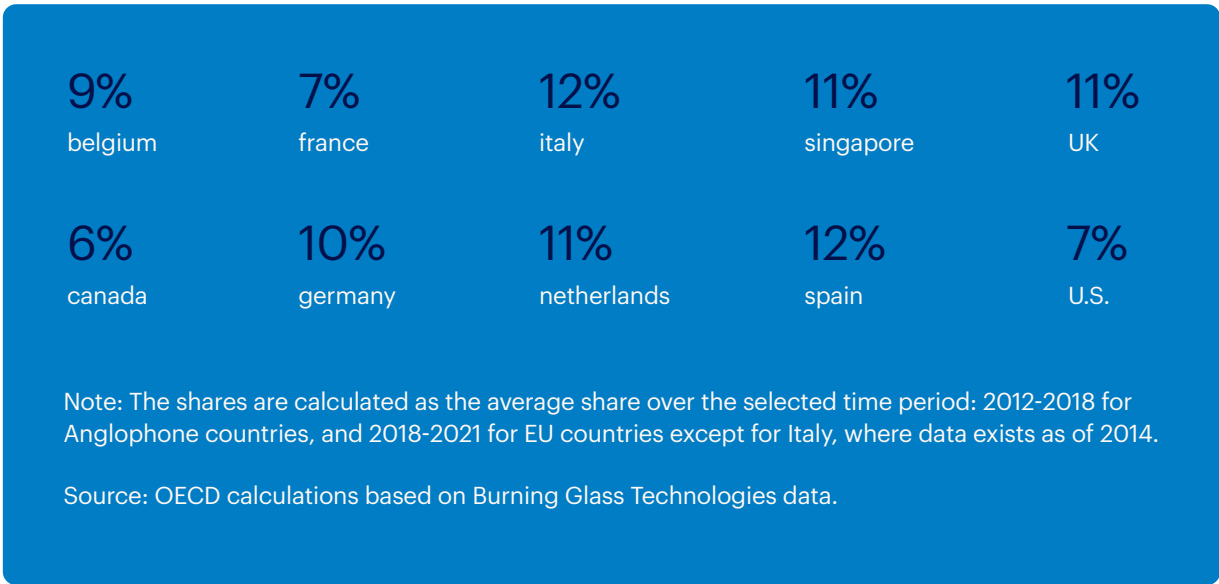 9% 7% 12% 11% 11%
belgium france italy singapore UK
6% 10% 11% 12% 7%
canada germany netherlands spain U.S.
Note: The shares are calculated as the average share over the selected time period: 2012-2018 for
Anglophone countries, and 2018-2021 for EU countries except for Italy, where data exists as of 2014.
Source: OECD calculations based on Burning Glass Technologies data.